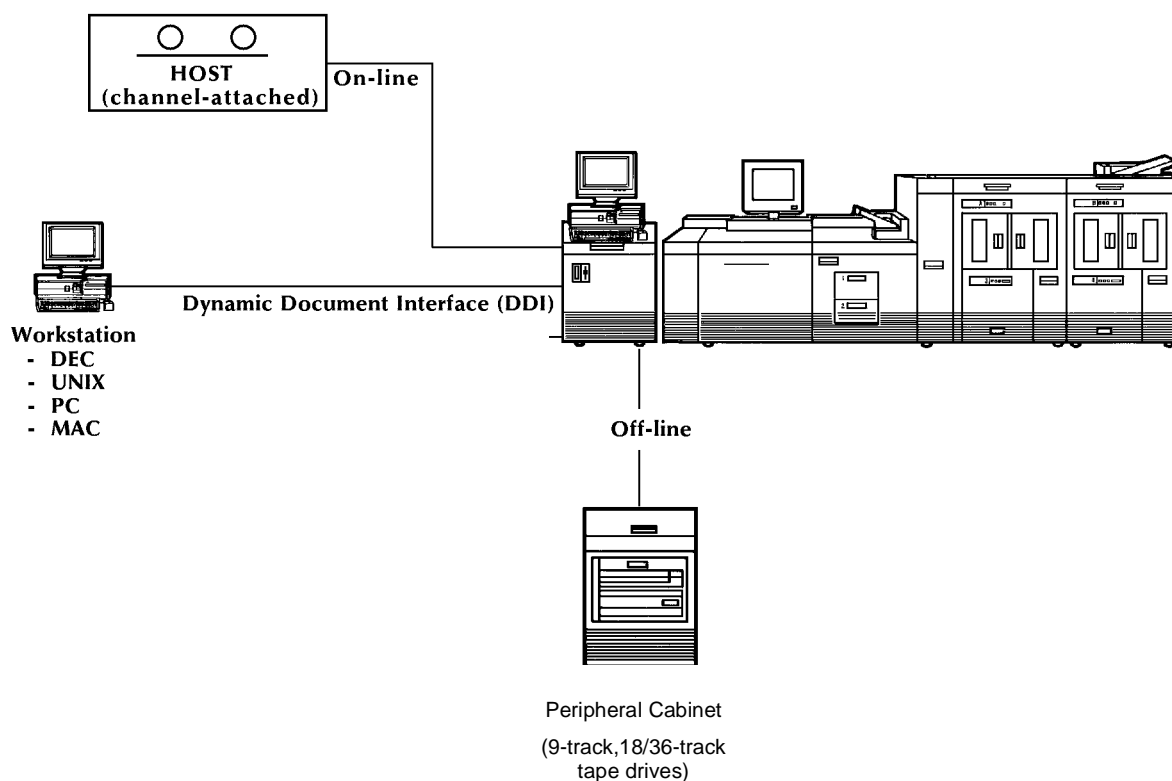 HOST
(channel-attached)
On-line
Dynamic Document Interface (DDI)
Workstation
- DEC
- UNIX
- PC
- MAC
Off-line
Peripheral Cabinet
(9-track,18/36-track
tape drives)